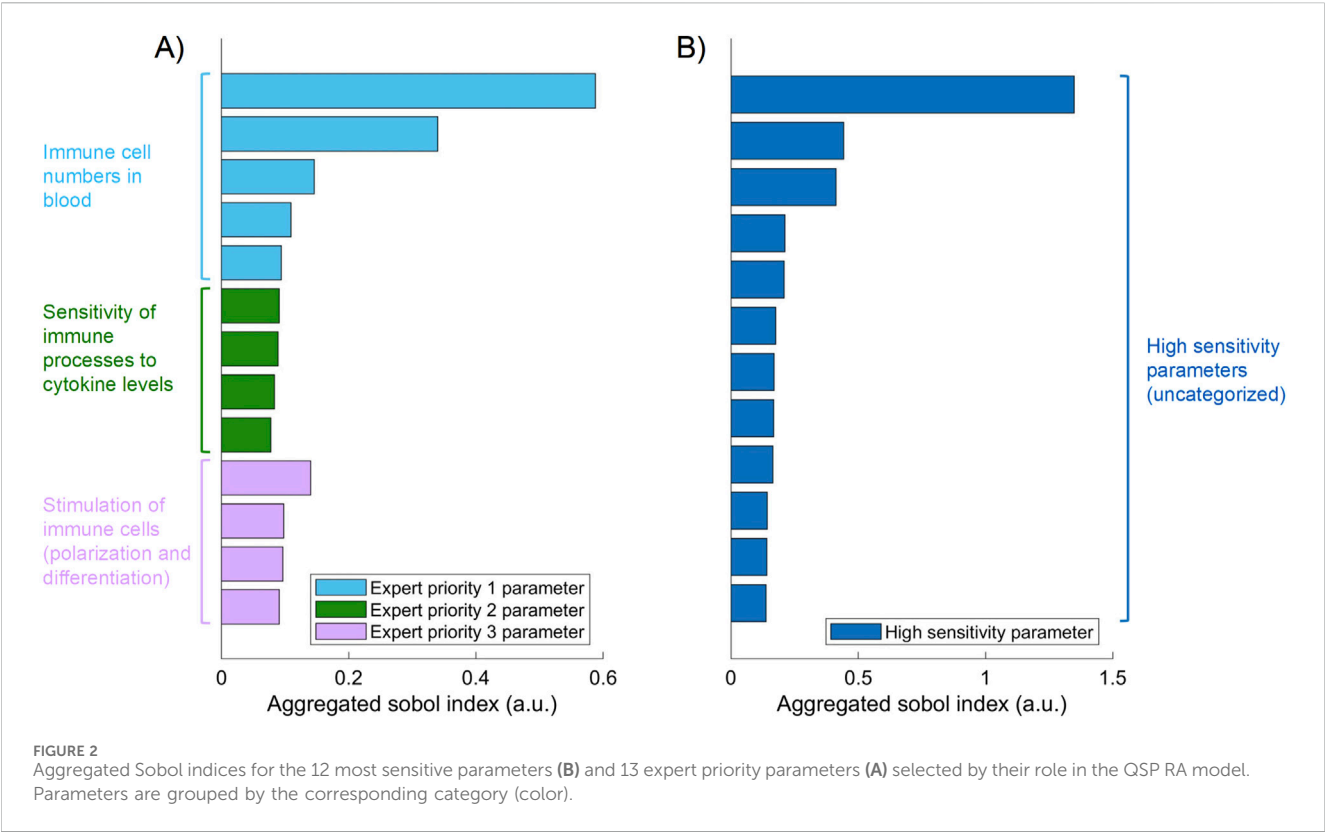 A)
Immune cell
numbers in
blood
Sensitivity of
immune
processes to
cytokine levels
Stimulation of
immune cells
(polarization and
differentiation)
Expert priority 1 parameter
Expert priority 2 parameter
Expert priority 3 parameter
0 0.2 0.4 0.6
Aggregated sobol index (a.u.)
B)
High sensitivity
parameters
(uncategorized)
High sensitivity parameter
0 0.5 1 1.5
Aggregated sobol index (a.u.)
FIGURE 2
Aggregated Sobol indices for the 12 most sensitive parameters (B) and 13 expert priority parameters (A) selected by their role in the QSP RA model.
Parameters are grouped by the corresponding category (color).